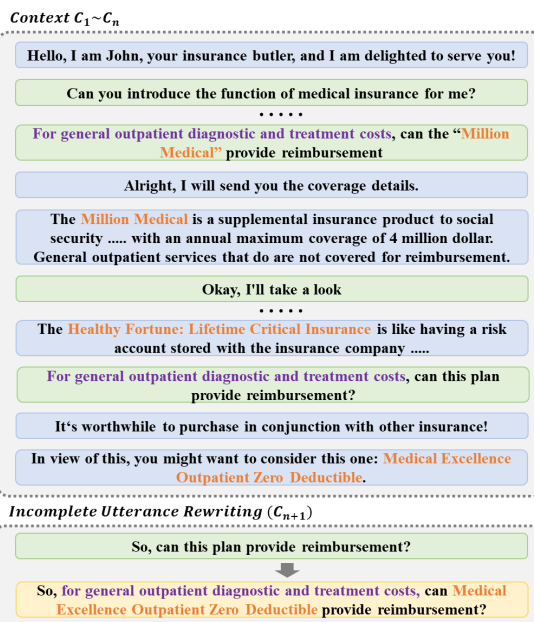 Context C₁~Cₙ
Hello, I am John, your insurance butler, and I am delighted to serve you!
Can you introduce the function of medical insurance for me?
. . . . .
For general outpatient diagnostic and treatment costs, can the “Million
Medical” provide reimbursement
Alright, I will send you the coverage details.
The Million Medical is a supplemental insurance product to social
security ..... with an annual maximum coverage of 4 million dollar.
General outpatient services that do are not covered for reimbursement.
Okay, I'll take a look
. . . . .
The Healthy Fortune: Lifetime Critical Insurance is like having a risk
account stored with the insurance company .....
For general outpatient diagnostic and treatment costs, can this plan
provide reimbursement?
It‘s worthwhile to purchase in conjunction with other insurance!
In view of this, you might want to consider this one: Medical Excellence
Outpatient Zero Deductible.
Incomplete Utterance Rewriting (Cₙ₊₁)
So, can this plan provide reimbursement?
So, for general outpatient diagnostic and treatment costs, can Medical
Excellence Outpatient Zero Deductible provide reimbursement?